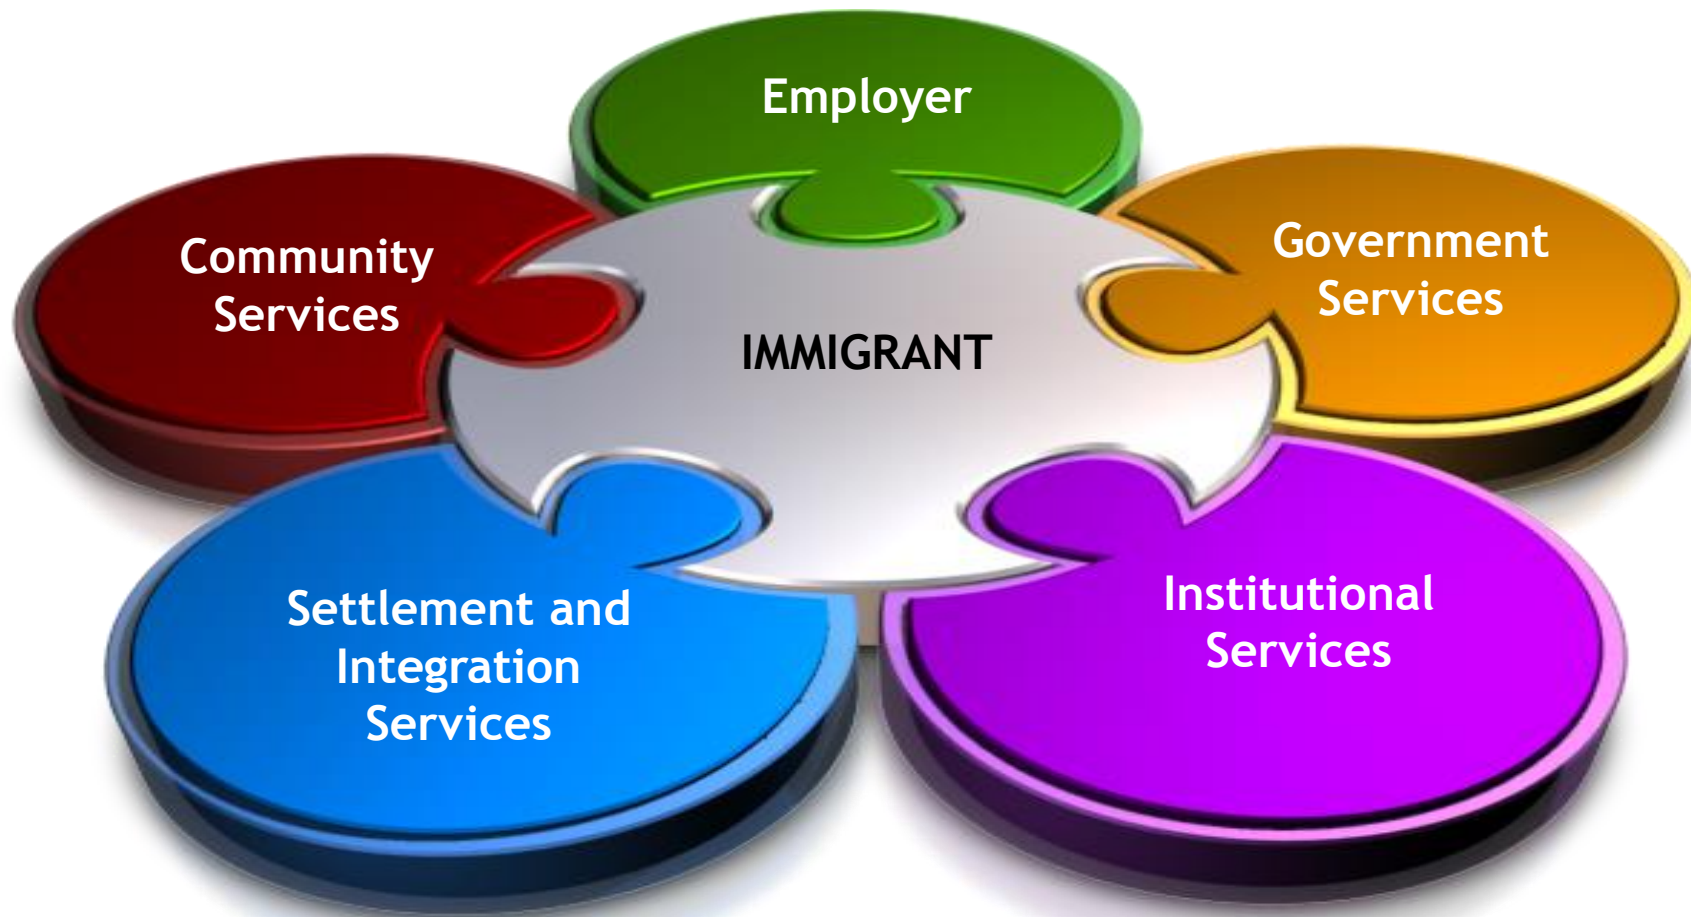 Employer
Community
Services
Government
Services
IMMIGRANT
Settlement and
Integration
Services
Institutional
Services